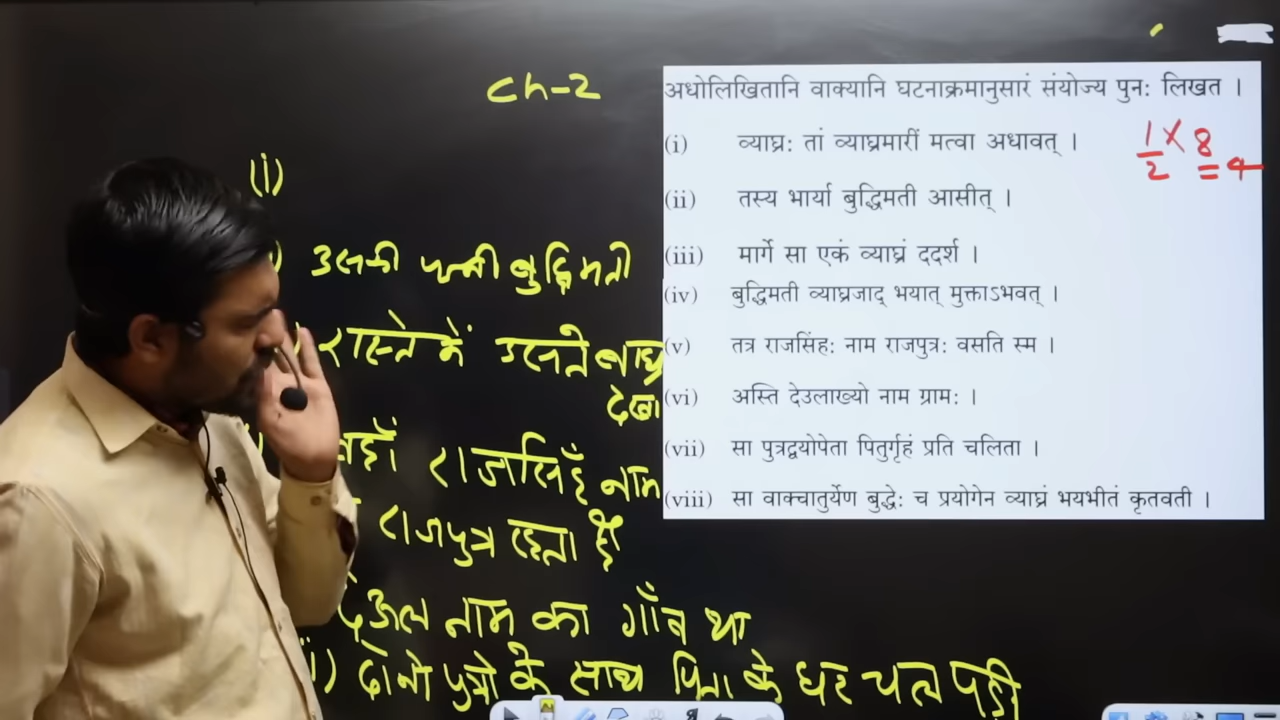 ch-2
अधोलिखितानि वाक्यानि घटनाक्रमानुसारं संयोज्य पुनः लिखत ।
(i) व्याघ्रः तां व्याघ्रमारीं मत्वा अधावत् ।
1/2 × 8 = 4
(ii) तस्य भार्या बुद्धिमती आसीत् ।
(iii) मार्गे सा एकं व्याघ्रं ददर्श ।
(iv) बुद्धिमती व्याघ्रजाद् भयात् मुक्ताऽभवत् ।
(v) तत्र राजसिंहः नाम राजपुत्रः वसति स्म ।
(vi) अस्ति देउलाख्यो नाम ग्रामः ।
(vii) सा पुत्रद्वयोपेता पितुर्गृहं प्रति चलिता ।
(viii) सा वाक्चातुर्येण बुद्धेः च प्रयोगेन व्याघ्रं भयभीतं कृतवती ।
(i)
उसकी पत्नी बुद्धिमती
रास्ते में उसने बाघ
देखा
राजसिँह नाम
राजपुत्र रहता है
देऊल नाम का गाँव था
दोनो पुत्रो के साथ पिता के घर चल पड़ी